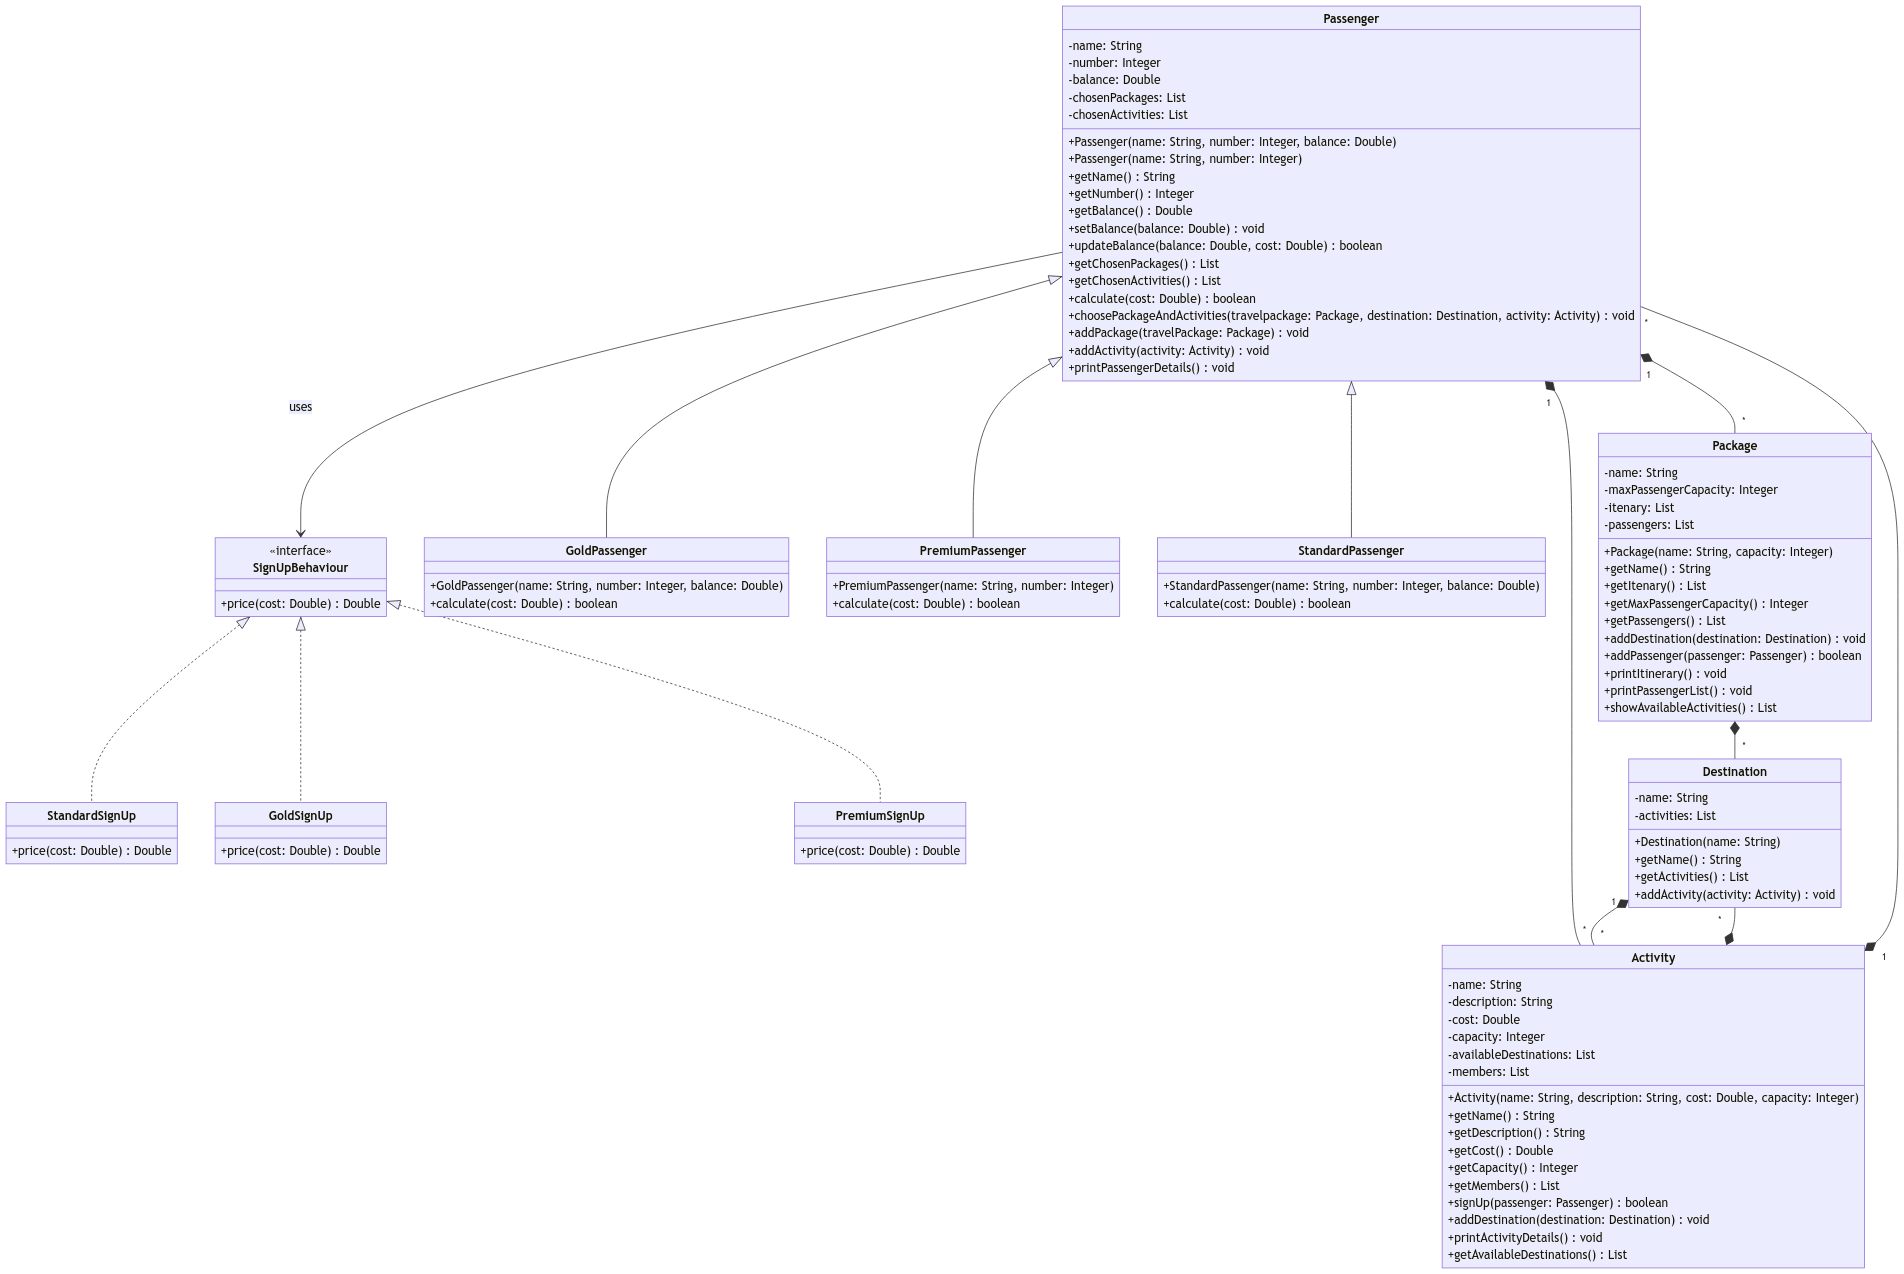 Passenger
-name: String
-number: Integer
-balance: Double
-chosenPackages: List
-chosenActivities: List
+Passenger(name: String, number: Integer, balance: Double)
+Passenger(name: String, number: Integer)
+getName() : String
+getNumber() : Integer
+getBalance() : Double
+setBalance(balance: Double) : void
+updateBalance(balance: Double, cost: Double) : boolean
+getChosenPackages() : List
+getChosenActivities() : List
+calculate(cost: Double) : boolean
+choosePackageAndActivities(travelpackage: Package, destination: Destination, activity: Activity) : void
+addPackage(travelPackage: Package) : void
+addActivity(activity: Activity) : void
+printPassengerDetails() : void
*
1
1
*
uses
Package
-name: String
-maxPassengerCapacity: Integer
-itenary: List
-passengers: List
+Package(name: String, capacity: Integer)
+getName() : String
+getItenary() : List
+getMaxPassengerCapacity() : Integer
+getPassengers() : List
+addDestination(destination: Destination) : void
+addPassenger(passenger: Passenger) : boolean
+printItinerary() : void
+printPassengerList() : void
+showAvailableActivities() : List
«interface»
SignUpBehaviour
+price(cost: Double) : Double
GoldPassenger
+GoldPassenger(name: String, number: Integer, balance: Double)
+calculate(cost: Double) : boolean
PremiumPassenger
+PremiumPassenger(name: String, number: Integer)
+calculate(cost: Double) : boolean
StandardPassenger
+StandardPassenger(name: String, number: Integer, balance: Double)
+calculate(cost: Double) : boolean
*
StandardSignUp
+price(cost: Double) : Double
GoldSignUp
+price(cost: Double) : Double
PremiumSignUp
+price(cost: Double) : Double
Destination
-name: String
-activities: List
+Destination(name: String)
+getName() : String
+getActivities() : List
+addActivity(activity: Activity) : void
1
*
*
*
1
Activity
-name: String
-description: String
-cost: Double
-capacity: Integer
-availableDestinations: List
-members: List
+Activity(name: String, description: String, cost: Double, capacity: Integer)
+getName() : String
+getDescription() : String
+getCost() : Double
+getCapacity() : Integer
+getMembers() : List
+signUp(passenger: Passenger) : boolean
+addDestination(destination: Destination) : void
+printActivityDetails() : void
+getAvailableDestinations() : List